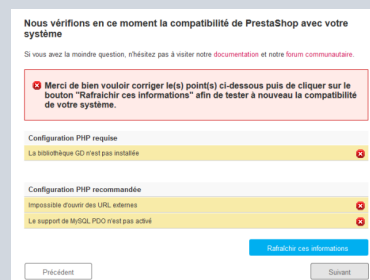 Nous vérifions en ce moment la compatibilité de PrestaShop avec votre
système
Si vous avez la moindre question, n'hésitez pas à visiter notre documentation et notre forum communautaire.
Merci de bien vouloir corriger le(s) point(s) ci-dessous puis de cliquer sur le
bouton "Rafraichir ces informations" afin de tester à nouveau la compatibilité
de votre système.
Configuration PHP requise
La bibliothèque GD n'est pas installée
Configuration PHP recommandée
Impossible d'ouvrir des URL externes
Le support de MySQL PDO n'est pas activé
Rafraîchir ces informations
Précédent
Suivant